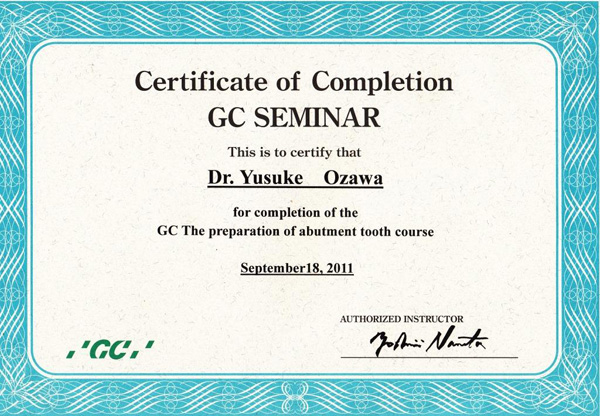 Certificate of Completion
GC SEMINAR
This is to certify that
Dr. Yusuke Ozawa
for completion of the
GC The preparation of abutment tooth course
September18, 2011
AUTHORIZED INSTRUCTOR
GC